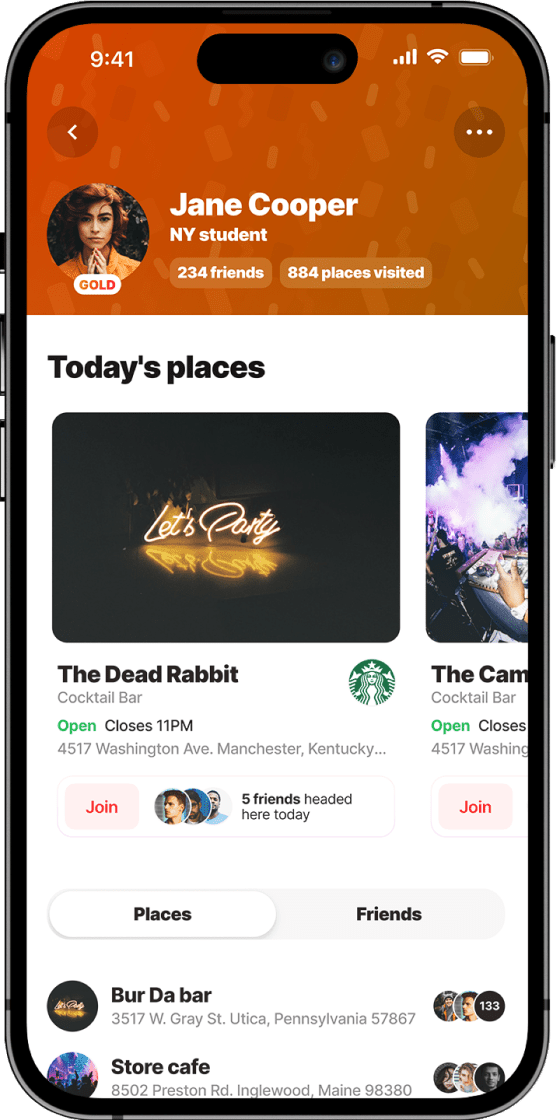 9:41
Jane Cooper
NY student
234 friends
884 places visited
GOLD
Today's places
Let's Party
The Dead Rabbit
Cocktail Bar
Open Closes 11PM
4517 Washington Ave. Manchester, Kentucky...
Join
5 friends headed
here today
The Cam
Cocktail Bar
Open Closes
4517 Washing
Join
Places
Friends
Bur Da bar
3517 W. Gray St. Utica, Pennsylvania 57867
133
Store cafe
8502 Preston Rd. Inglewood, Maine 98380